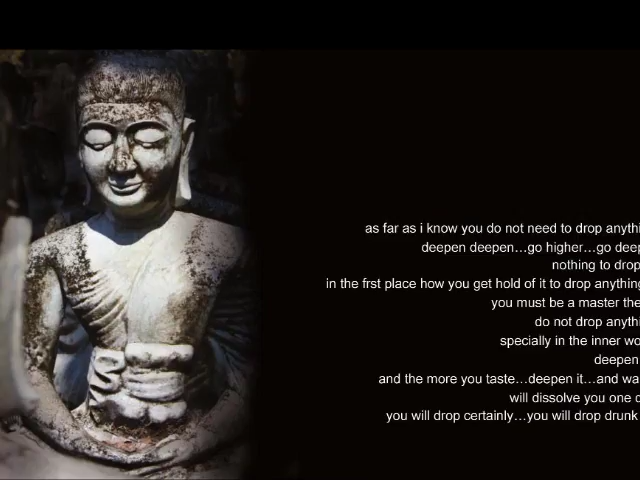 as far as i know you do not need to drop anythi
deepen deepen…go higher…go deep
nothing to drop
in the frst place how you get hold of it to drop anything
you must be a master the
do not drop anythi
specially in the inner wo
deepen
and the more you taste…deepen it…and wa
will dissolve you one d
you will drop certainly…you will drop drunk